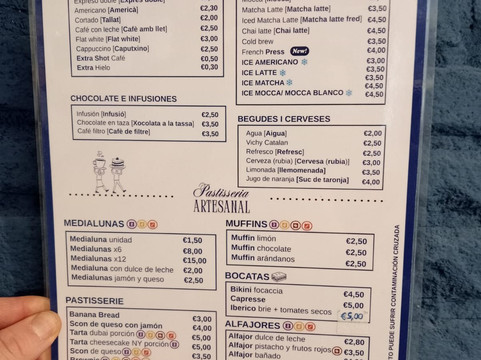 Americano [Americà] €2,30
Cortado [Tallat] €2,00
Café con leche [Cafè amb llet] €2,50
Flat white [Flat white] €3,00
Cappuccino [Caputxino] €2,50
Extra Shot Café €0,50
Extra Hielo €0,30
Matcha Latte [Matcha latte] €3,50
Iced Matcha Latte [Matcha latte fred] €4,50
Chai latte [Chai latte] €4,50
Cold brew €3,50
French Press New! €4,50
ICE AMERICANO €3,00
ICE LATTE €3,50
ICE MATCHA €3,50
ICE MOCCA/ MOCCA BLANCO €4,50
CHOCOLATE E INFUSIONES
Infusión [Infusió] €2,50
Chocolate en taza [Xocolata a la tassa] €3,50
Café filtro [Cafè de filtre] €3,50
BEGUDES I CERVESES
Agua [Aigua] €2,00
Vichy Catalan €2,50
Refresco [Refresc] €2,50
Cerveza (rubia) [Cervesa (rubia)] €3,00
Limonada [llemomenada] €3,50
Jugo de naranja [Suc de taronja] €4,00
Pastisseria
ARTESANAL
MEDIALUNAS
Medialuna unidad €1,50
Medialunas x6 €8,00
Medialunas x12 €15,00
Medialuna con dulce de leche €2,00
Medialunas jamón y queso €2,50
MUFFINS
Muffin limón €2,50
Muffin chocolate €2,50
Muffin arándanos €2,50
BOCATAS
Bikini focaccia €4,50
Capresse €5,00
Iberico brie + tomates secos €5,00
PASTISSERIE
Banana Bread €3,00
Scon de queso con jamón €4,00
Tarta dubai porción €5,00
Tarta cheesecake NY porción €5,00
Scon de queso €3,50
ALFAJORES
Alfajor dulce de leche €2,80
Alfajor pistacho y frutos rojos €3,50
Alfajor bañado
TO PUEDE SUFRIR CONTAMINACIÓN CRUZADA